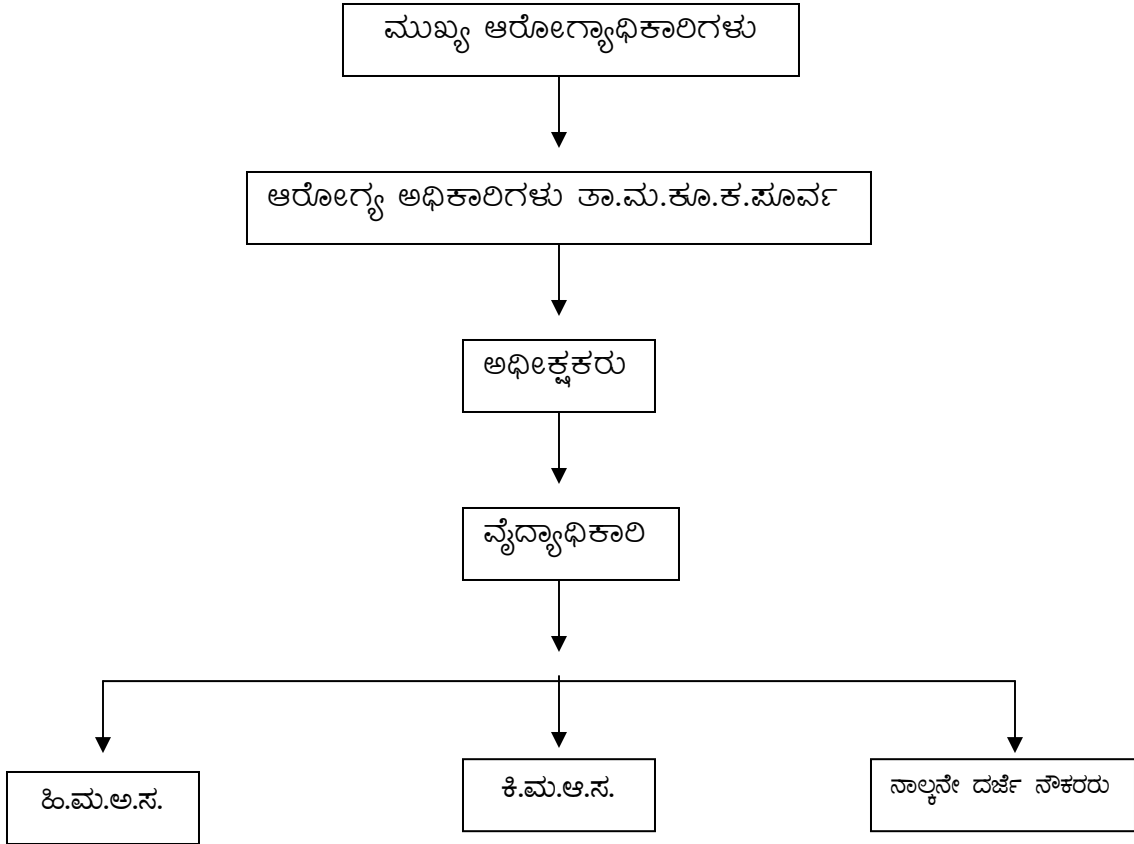 ಮುಖ್ಯ ಆರೋಗ್ಯಾಧಿಕಾರಿಗಳು
ಆರೋಗ್ಯ ಅಧಿಕಾರಿಗಳು ತಾ.ಮ.ಕೂ.ಕ.ಪೂರ್ವ
ಅಧೀಕ್ಷಕರು
ವೈದ್ಯಾಧಿಕಾರಿ
ಹಿ.ಮ.ಅ.ಸ.
ಕಿ.ಮ.ಆ.ಸ.
ನಾಲ್ಕನೇ ದರ್ಜೆ ನೌಕರರು